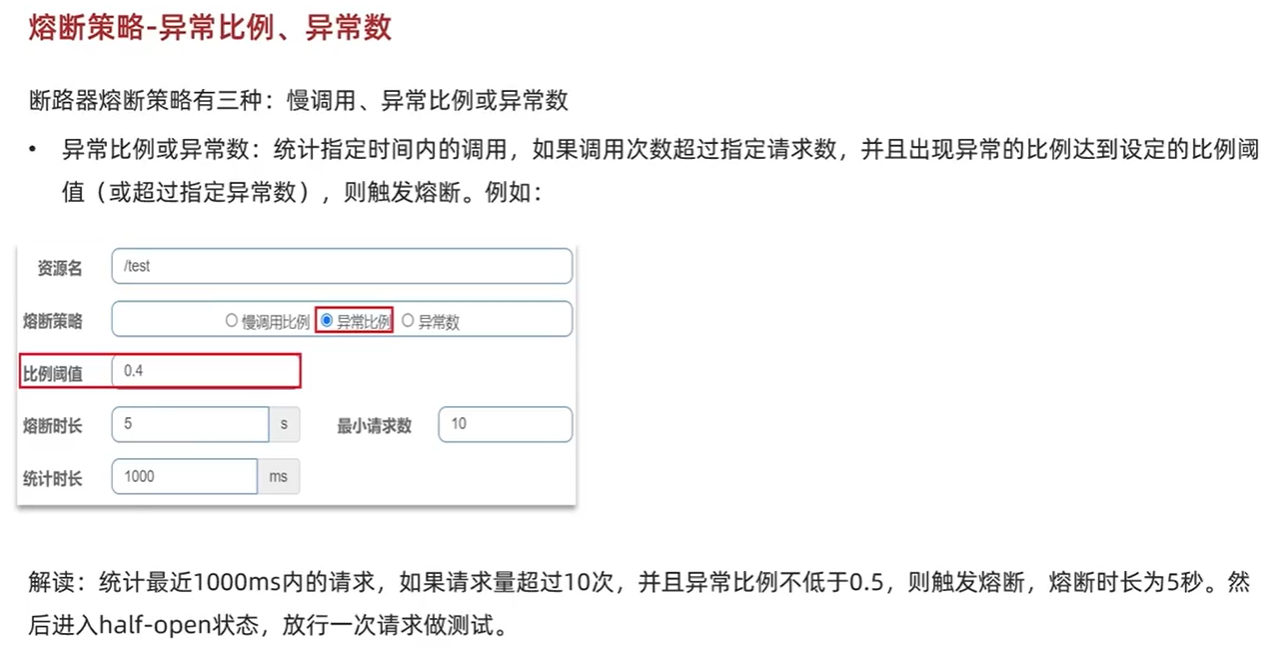 熔断策略-异常比例、异常数
断路器熔断策略有三种：慢调用、异常比例或异常数
• 异常比例或异常数：统计指定时间内的调用，如果调用次数超过指定请求数，并且出现异常的比例达到设定的比例阈
值（或超过指定异常数），则触发熔断。例如：
资源名 /test
熔断策略 慢调用比例 异常比例 异常数
比例阈值 0.4
熔断时长 5 s 最小请求数 10
统计时长 1000 ms
解读：统计最近1000ms内的请求，如果请求量超过10次，并且异常比例不低于0.5，则触发熔断，熔断时长为5秒。然
后进入half-open状态，放行一次请求做测试。